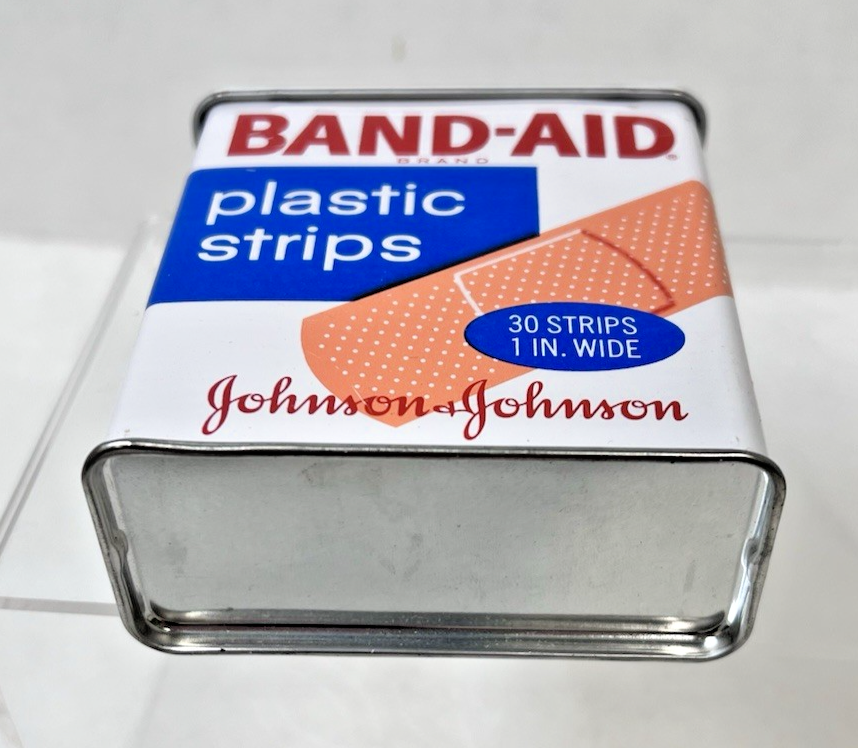 BAND-AID®
BRAND
plastic
strips
30 STRIPS
1 IN. WIDE
Johnson & Johnson